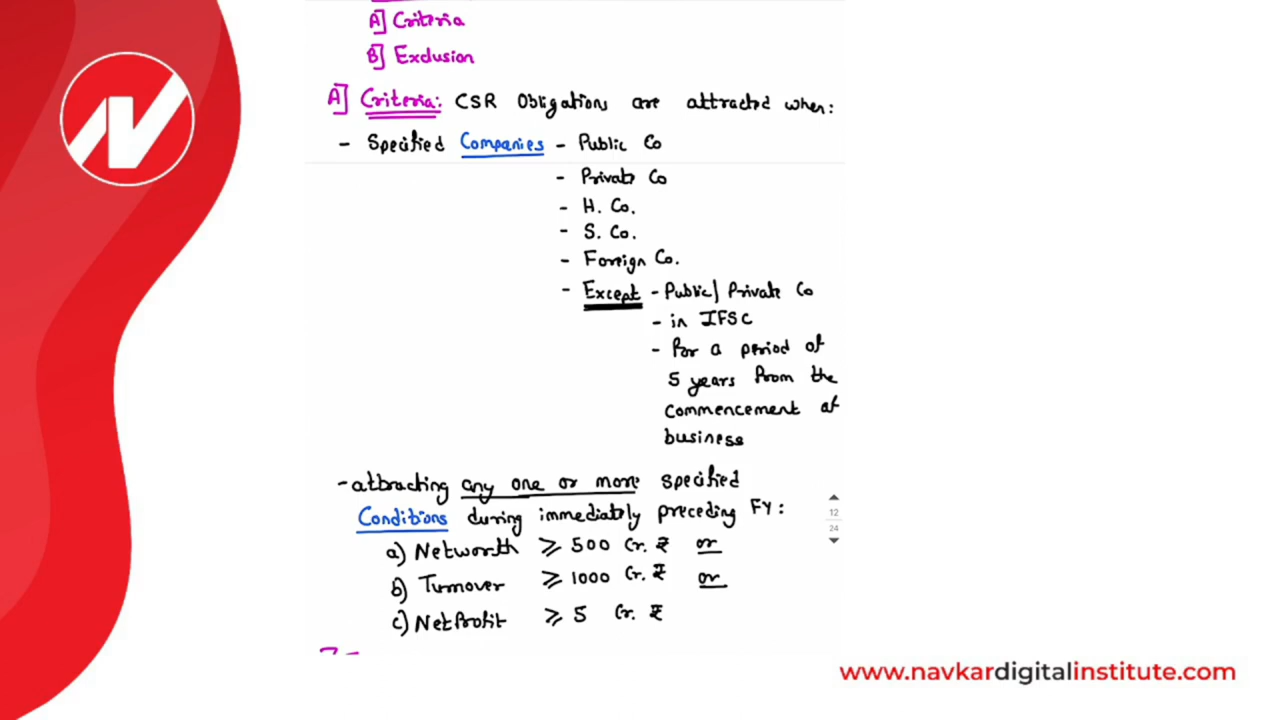 A] Criteria
B] Exclusion
A] Criteria: CSR Obligations are attracted when:
- Specified Companies - Public Co
- Private Co
- H. Co.
- S. Co.
- Foreign Co.
- Except - Public/Private Co
- in IFSC
- for a period of
5 years from the
commencement of
business
- attracting any one or more specified
Conditions during immediately preceding FY:
a) Networth ≥ 500 Cr. ₹ or
b) Turnover ≥ 1000 Cr. ₹ or
c) Net Profit ≥ 5 Cr. ₹
12
24
www.navkardigitalinstitute.com